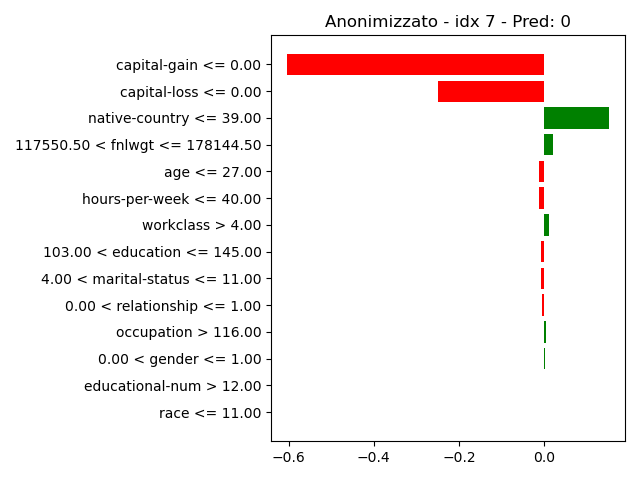 Anonimizzato - idx 7 - Pred: 0
capital-gain <= 0.00
capital-loss <= 0.00
native-country <= 39.00
117550.50 < fnlwgt <= 178144.50
age <= 27.00
hours-per-week <= 40.00
workclass > 4.00
103.00 < education <= 145.00
4.00 < marital-status <= 11.00
0.00 < relationship <= 1.00
occupation > 116.00
0.00 < gender <= 1.00
educational-num > 12.00
race <= 11.00
−0.6 −0.4 −0.2 0.0